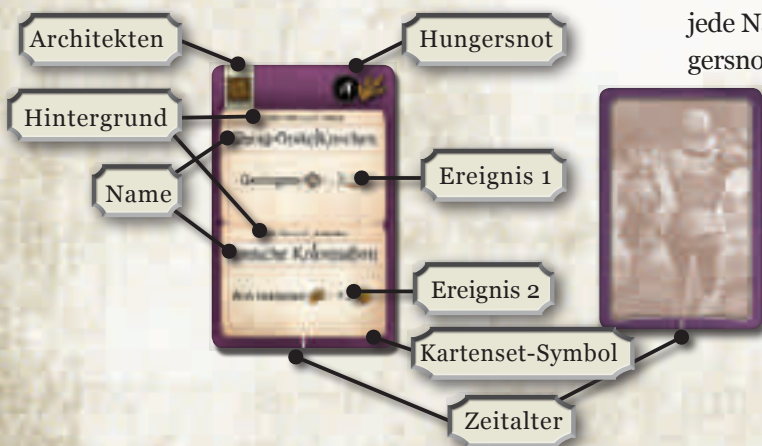 Architekten
Hungersnot
jede N
gersno
Hintergrund
Name
Ereignis 1
Ereignis 2
Kartenset-Symbol
Zeitalter